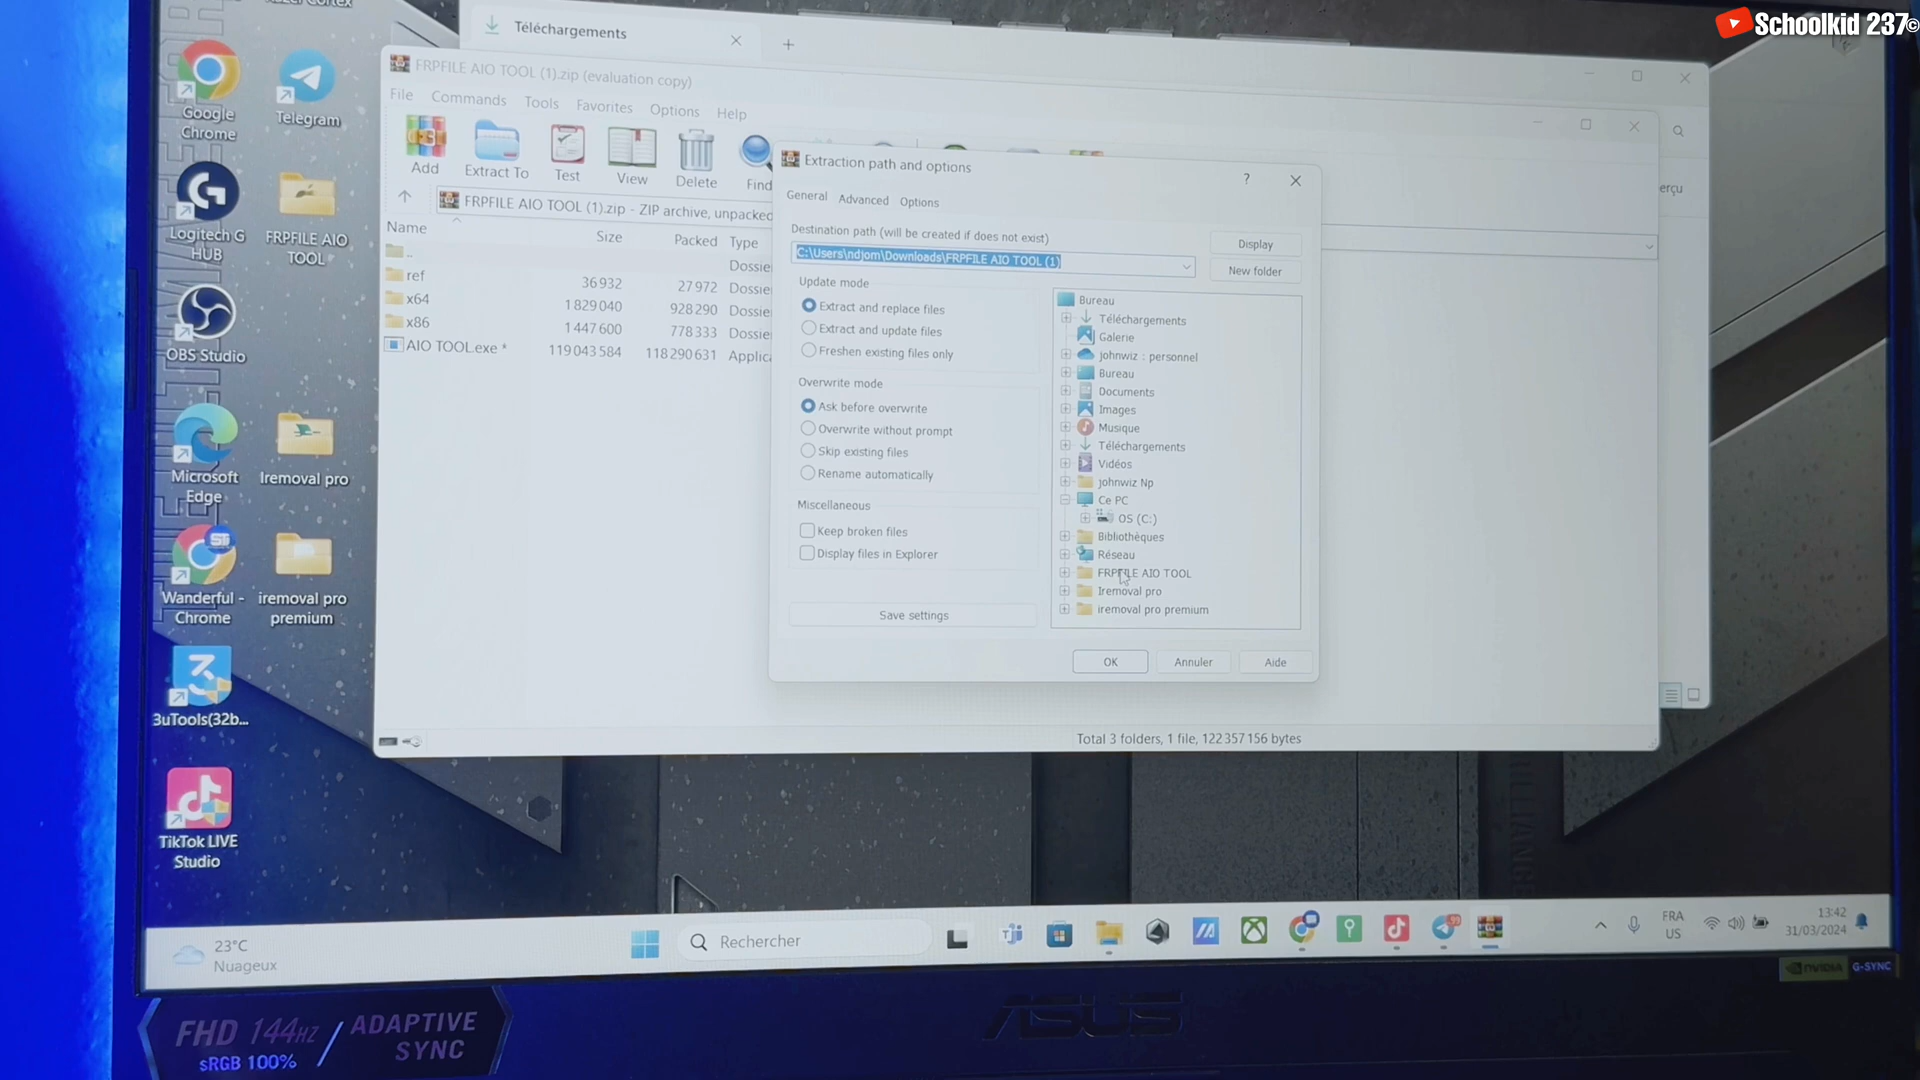 Schoolkid 237©
Razer Cortex
Téléchargements
FRPFILE AIO TOOL (1).zip (evaluation copy)
File Commands Tools Favorites Options Help
Add
Extract To
Test
View
Delete
Find
FRPFILE AIO TOOL (1).zip - ZIP archive, unpacked
Name Size Packed Type
..
Dossie
ref 36 932 27 972 Dossie
x64 1 829 040 928 290 Dossie
x86 1 447 600 778 333 Dossie
AIO TOOL.exe * 119 043 584 118 290 631 Applic
Total 3 folders, 1 file, 122 357 156 bytes
erçu
Extraction path and options
?
General Advanced Options
Destination path (will be created if does not exist)
C:\Users\ndjom\Downloads\FRPFILE AIO TOOL (1)
Display
New folder
Update mode
Extract and replace files
Extract and update files
Freshen existing files only
Overwrite mode
Ask before overwrite
Overwrite without prompt
Skip existing files
Rename automatically
Miscellaneous
Keep broken files
Display files in Explorer
Save settings
Bureau
Téléchargements
Galerie
johnwiz : personnel
Bureau
Documents
Images
Musique
Téléchargements
Vidéos
johnwiz Np
Ce PC
OS (C:)
Bibliothèques
Réseau
FRPFILE AIO TOOL
Iremoval pro
iremoval pro premium
OK
Annuler
Aide
Google
Chrome
Telegram
Logitech G
HUB
FRPFILE AIO
TOOL
OBS Studio
Microsoft
Edge
Iremoval pro
Wanderful -
Chrome
iremoval pro
premium
3uTools(32b...
TikTok LIVE
Studio
23°C
Nuageux
Rechercher
FRA
US
13:42
31/03/2024
NVIDIA G-SYNC
ASUS
FHD 144HZ / ADAPTIVE
SYNC
sRGB 100%